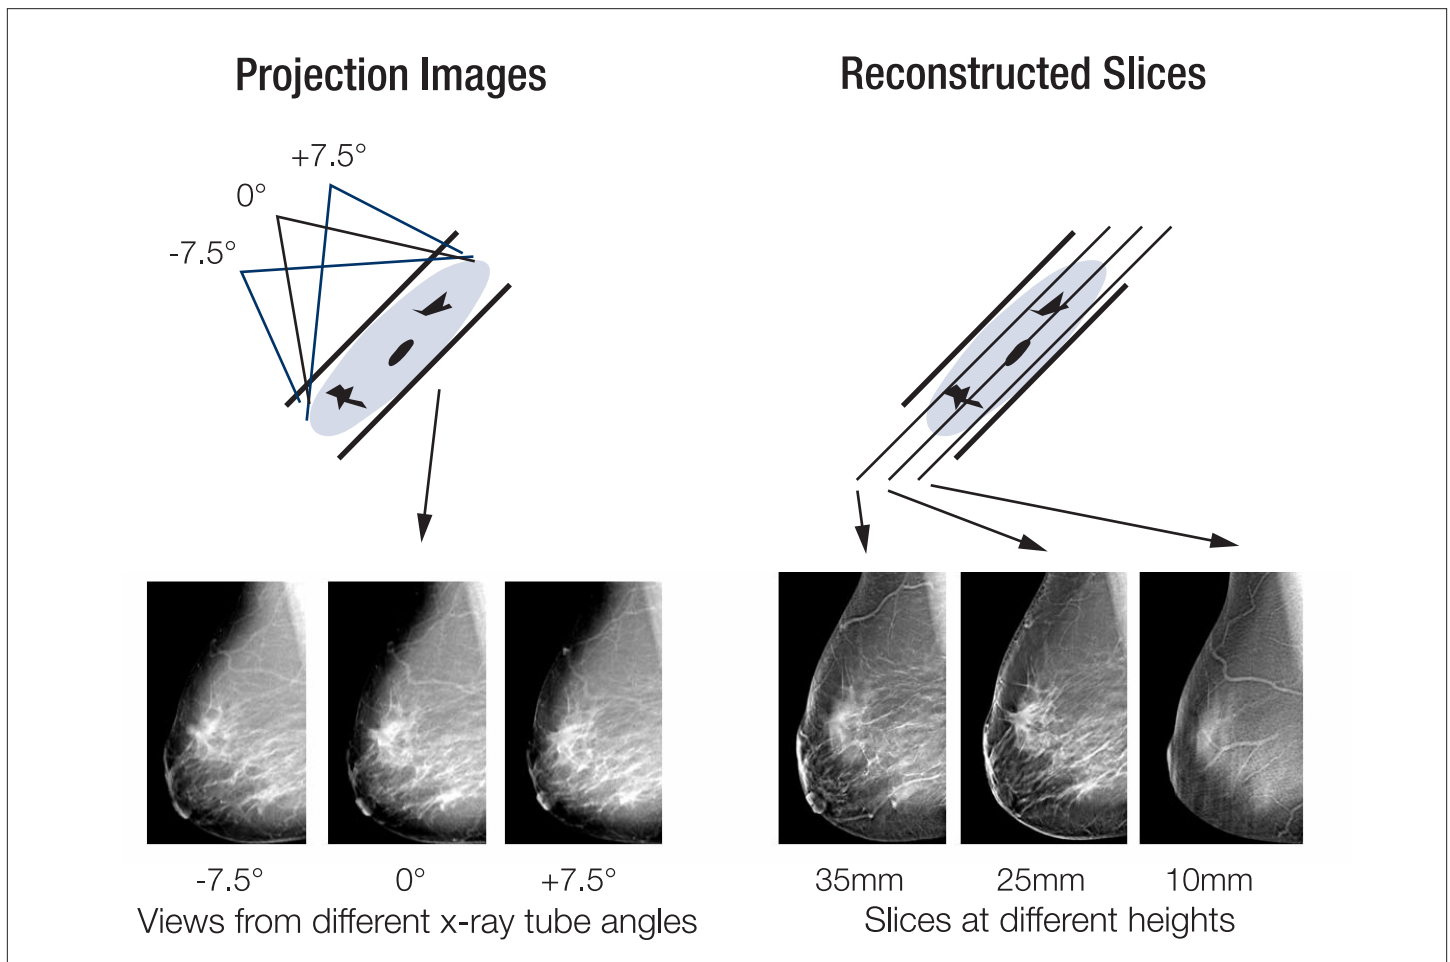 Projection Images
+7.5°
0°
-7.5°
-7.5°
0°
+7.5°
Views from different x-ray tube angles
Reconstructed Slices
35mm
25mm
10mm
Slices at different heights